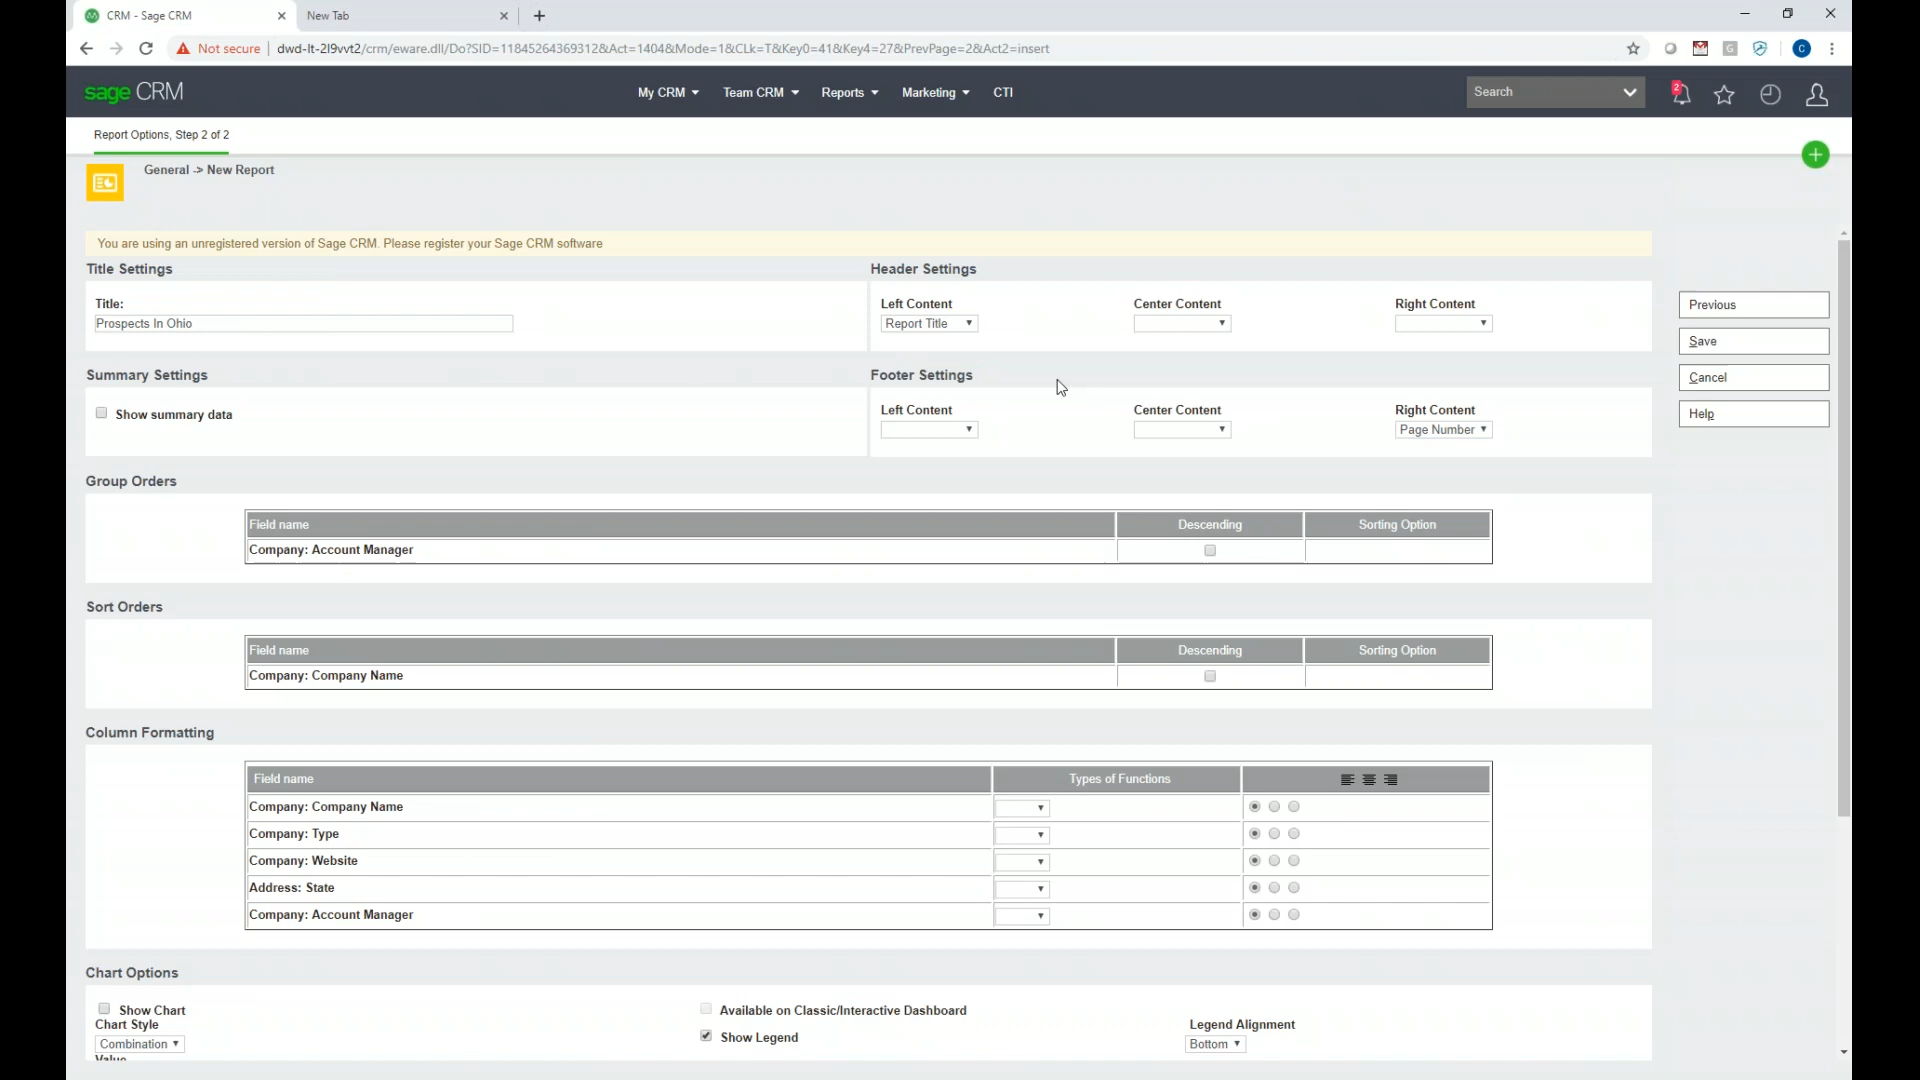 CRM - Sage CRM
New Tab
Not secure | dwd-lt-2l9vvt2/crm/eware.dll/Do?SID=11845264369312&Act=1404&Mode=1&CLk=T&Key0=41&Key4=27&PrevPage=2&Act2=insert
G
C
sage CRM
My CRM
Team CRM
Reports
Marketing
CTI
Search
2
Report Options, Step 2 of 2
General -> New Report
You are using an unregistered version of Sage CRM. Please register your Sage CRM software
Title Settings
Header Settings
Title:
Left Content
Center Content
Right Content
Prospects In Ohio
Report Title
Previous
Save
Summary Settings
Footer Settings
Cancel
Show summary data
Left Content
Center Content
Right Content
Help
Page Number
Group Orders
Field name
Descending
Sorting Option
Company: Account Manager
Sort Orders
Field name
Descending
Sorting Option
Company: Company Name
Column Formatting
Field name
Types of Functions
Company: Company Name
Company: Type
Company: Website
Address: State
Company: Account Manager
Chart Options
Show Chart
Available on Classic/Interactive Dashboard
Chart Style
Legend Alignment
Show Legend
Combination
Bottom
Value